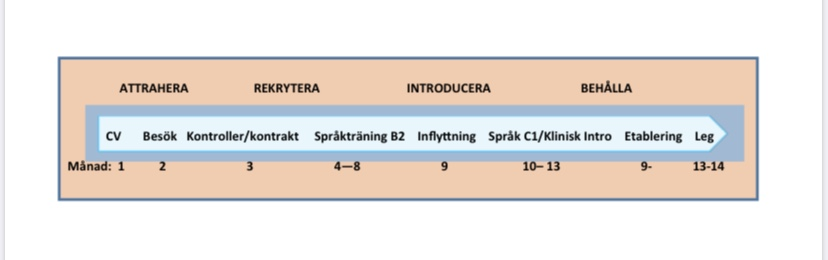 ATTRAHERA REKRYTERA INTRODUCERA BEHÅLLA
CV Besök Kontroller/kontrakt Språkträning B2 Inflyttning Språk C1/Klinisk Intro Etablering Leg
Månad: 1 2 3 4—8 9 10– 13 9- 13-14